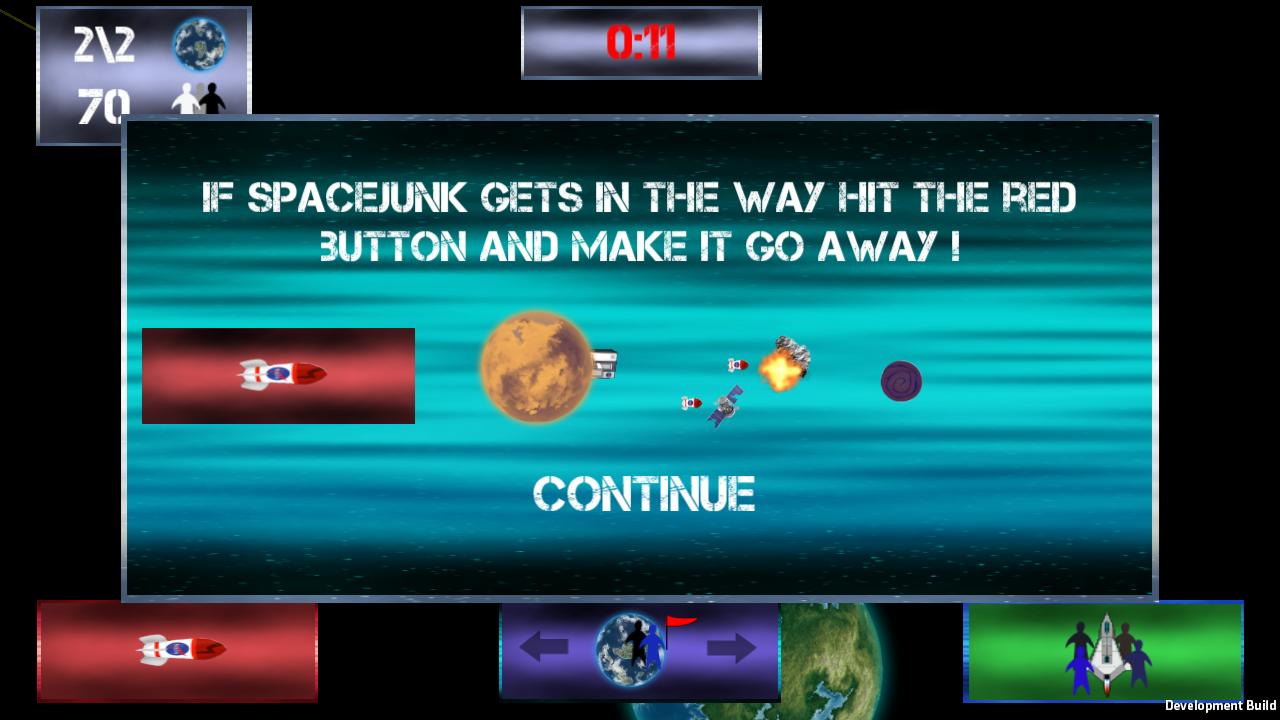 2\2
70
0:11
IF SPACEJUNK GETS IN THE WAY HIT THE RED
BUTTON AND MAKE IT GO AWAY !
CONTINUE
Development Build